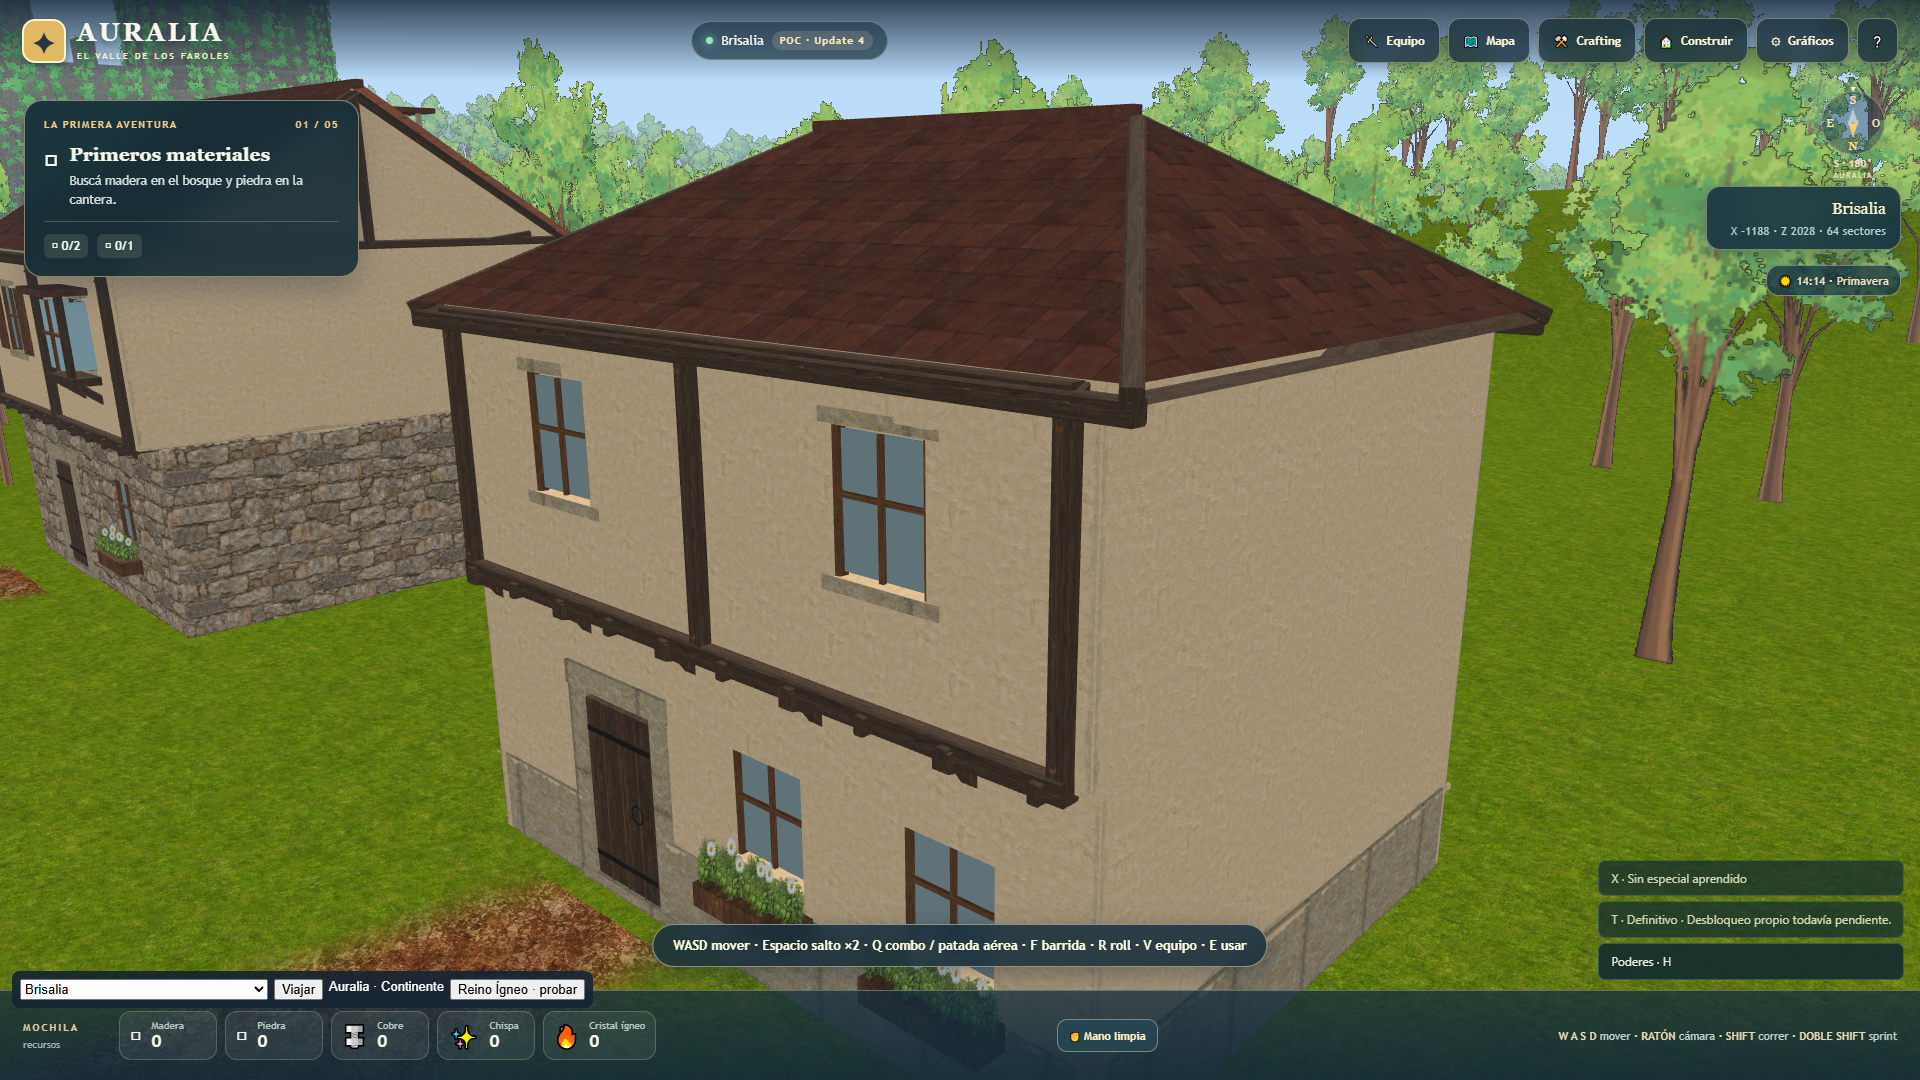 AURALIA
EL VALLE DE LOS FAROLES
Brisalia POC · Update 4
Equipo
Mapa
Crafting
Construir
Gráficos
?
LA PRIMERA AVENTURA 01 / 05
Primeros materiales
Buscá madera en el bosque y piedra en la
cantera.
0/2 0/1
S
E O
N
S · 180°
AURALIA
Brisalia
X -1188 · Z 2028 · 64 sectores
14:14 · Primavera
X · Sin especial aprendido
T · Definitivo · Desbloqueo propio todavía pendiente.
Poderes · H
WASD mover · Espacio salto ×2 · Q combo / patada aérea · F barrida · R roll · V equipo · E usar
Brisalia Viajar Auralia · Continente Reino Ígneo · probar
MOCHILA
recursos
Madera
0
Piedra
0
Cobre
0
Chispa
0
Cristal ígneo
0
Mano limpia
W A S D mover · RATÓN cámara · SHIFT correr · DOBLE SHIFT sprint